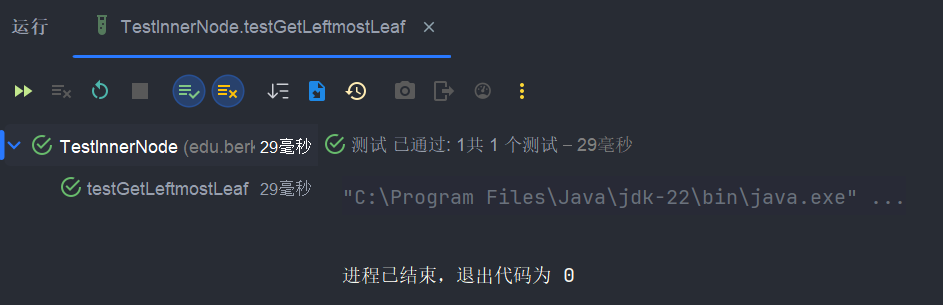 运行 TestInnerNode.testGetLeftmostLeaf
TestInnerNode (edu.berk 29毫秒
测试 已通过: 1共 1 个测试 – 29毫秒
testGetLeftmostLeaf 29毫秒
"C:\Program Files\Java\jdk-22\bin\java.exe" ...
进程已结束，退出代码为 0